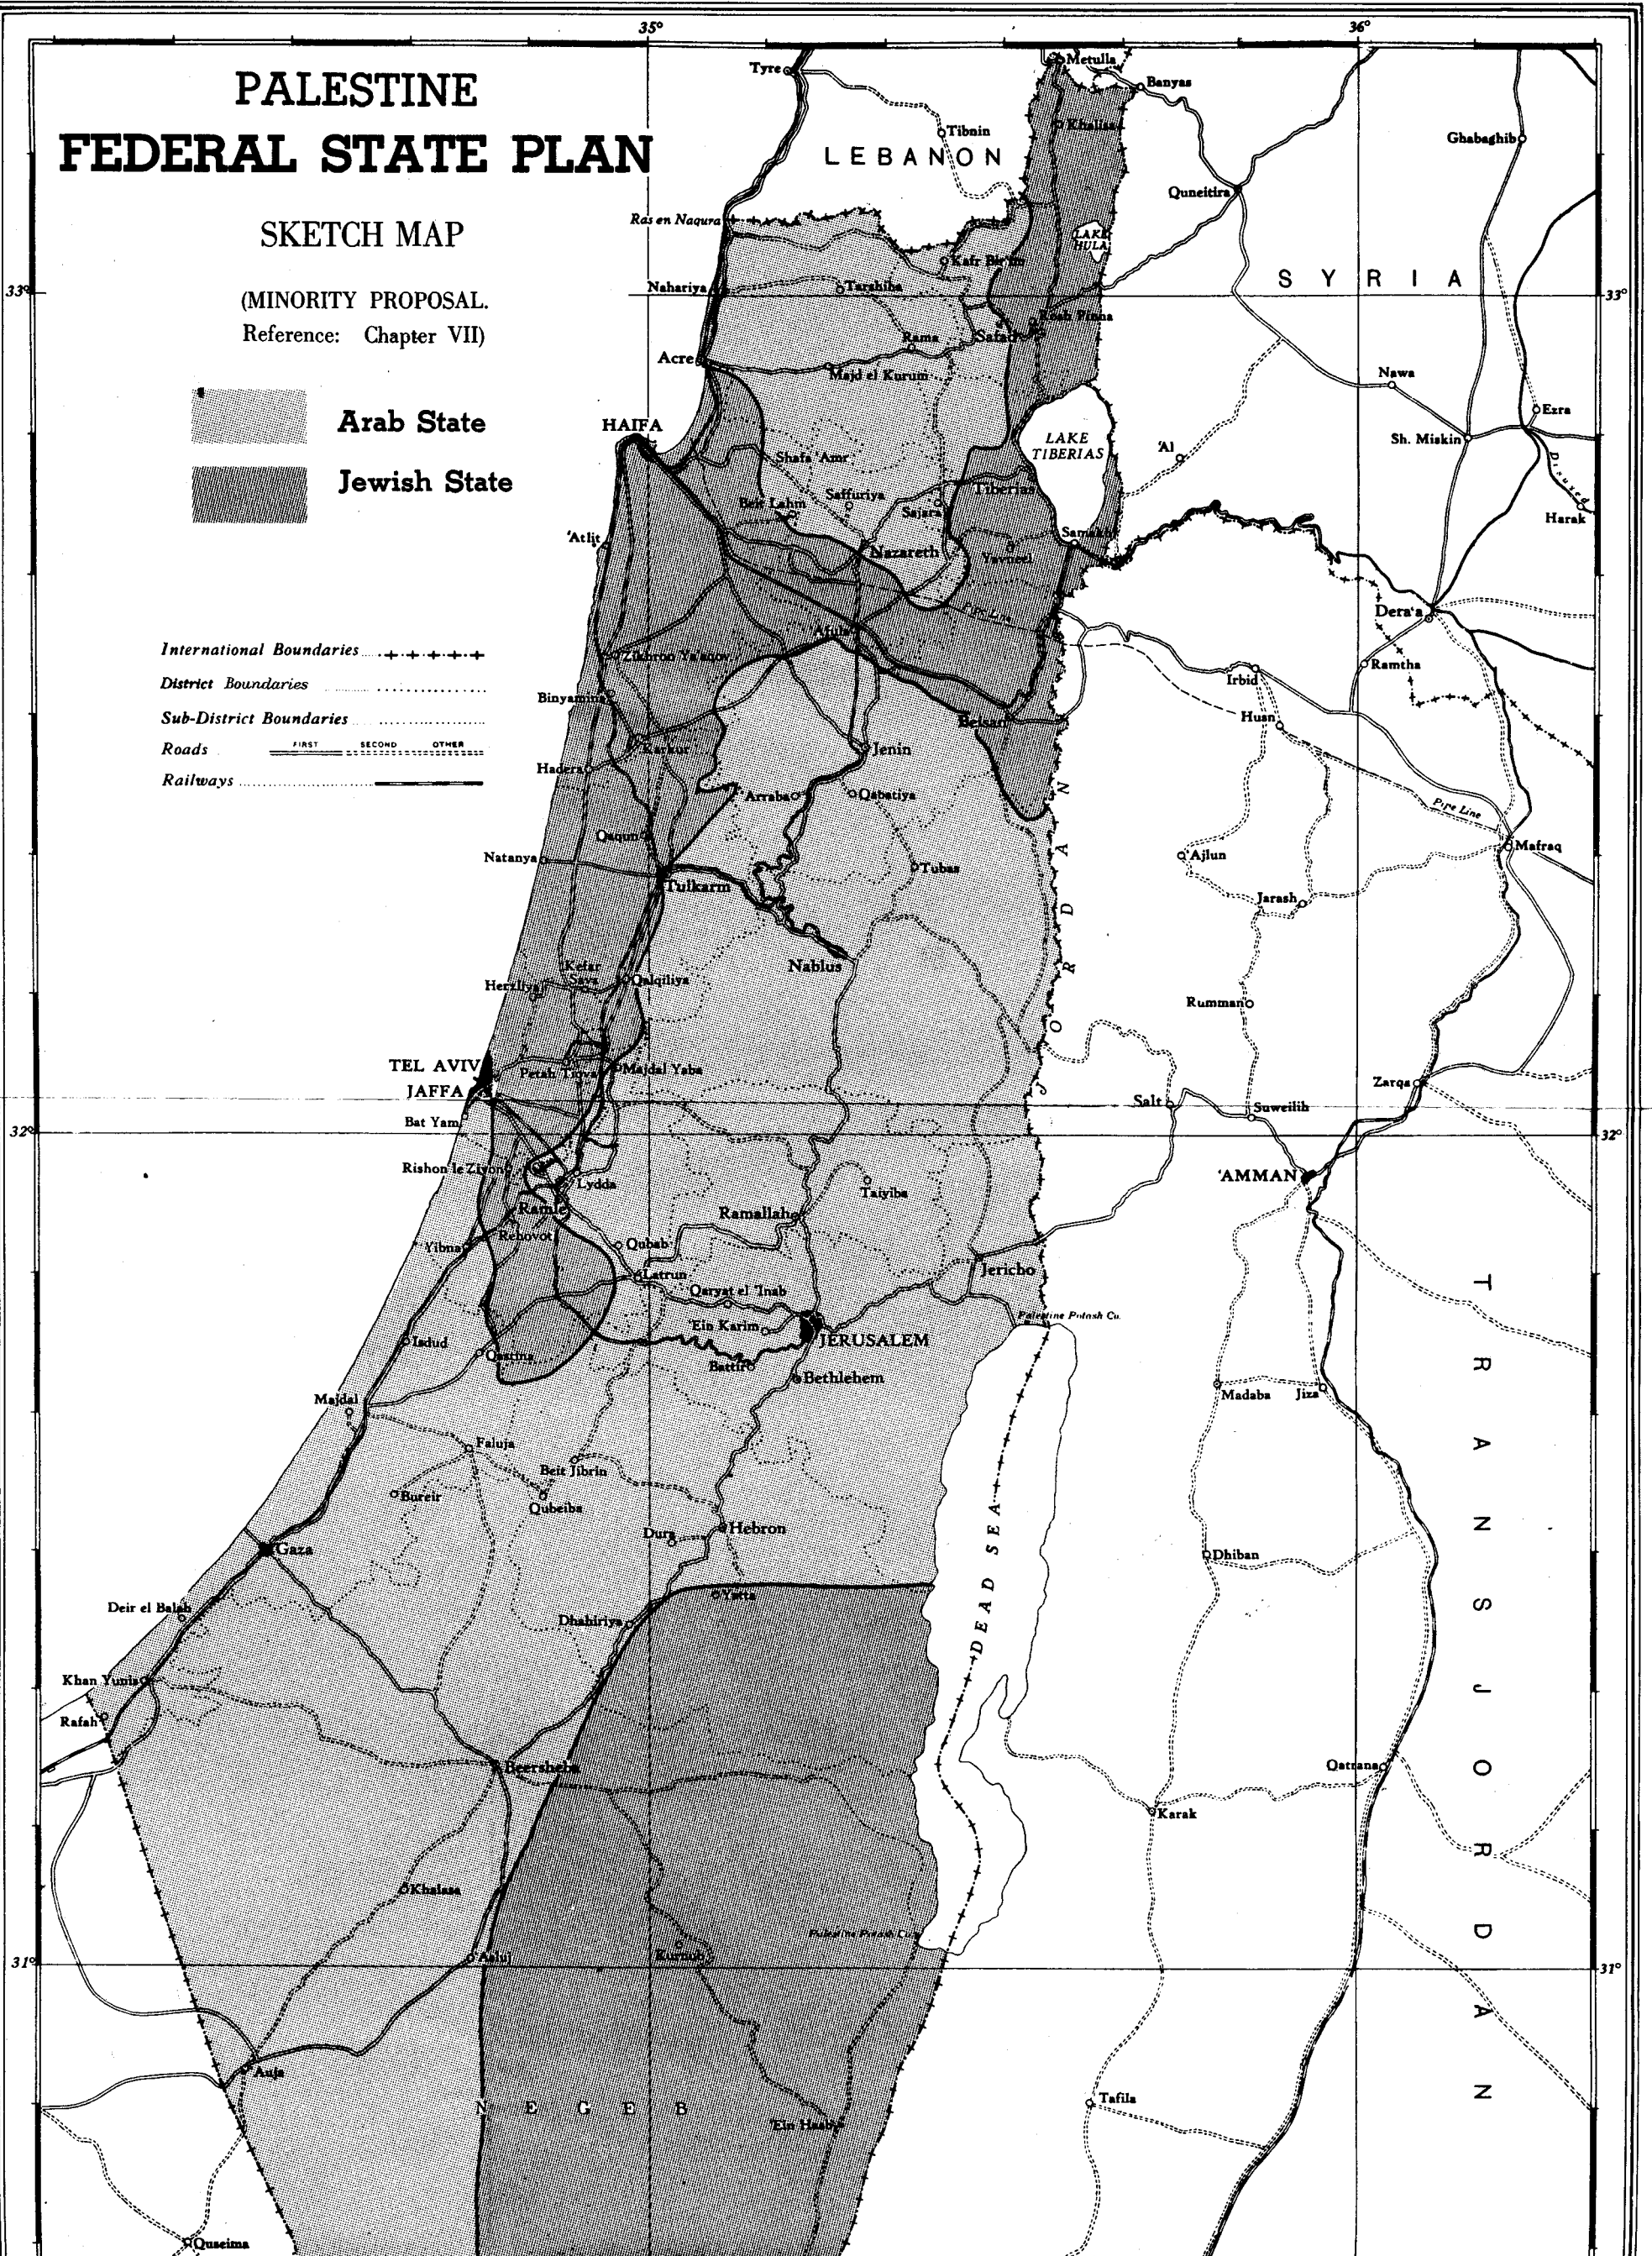 35°
36°
PALESTINE
FEDERAL STATE PLAN
SKETCH MAP
(MINORITY PROPOSAL.
Reference: Chapter VII)
Arab State
Jewish State
International Boundaries
District Boundaries
Sub-District Boundaries
Roads FIRST SECOND OTHER
Railways
Tyre
Metulla
Banyas
Tibnin
Khalisa
Ghabaghib
LEBANON
Quneitira
Ras en Naqura
LAKE
HULA
Kafr Bir'im
SYRIA
33°
Nahariya
Tarshiha
33°
Rosh Pinna
Rama
Safad
Acre
Majd el Kurum
Nawa
Ezra
HAIFA
LAKE
TIBERIAS
Sh. Miskin
'Al
Shafa 'Amr
Disused
Tiberias
Saffuriya
Beit Lahm
Sajara
Harak
'Atlit
Samakh
Nazareth
Yavneel
Pipe Line
Dera'a
'Afula
Zikhron Ya'aqov
Ramtha
Irbid
Binyamina
Husn
Beisan
Karkur
Jenin
Hadera
Arraba
Qabatiya
Pipe Line
Qaqun
Mafraq
Natanya
'Ajlun
Tubas
Tulkarm
Jarash
JORDAN
Nablus
Kefar
Sava
Herzliya
Qalqiliya
Rumman
TEL AVIV
Petah Tiqva
Majdal Yaba
JAFFA
Zarqa
Salt
Suweilih
Bat Yam
32°
32°
Rishon le Ziyon
'AMMAN
Lydda
Taiyiba
Ramle
Ramallah
Rehovot
Yibna
Qubab
Latrun
Jericho
Qaryat el 'Inab
Palestine Potash Co.
'Ein Karim
JERUSALEM
Isdud
Qastina
Battir
Bethlehem
Majdal
Madaba
Jiza
Faluja
Beit Jibrin
Bureir
Qubeiba
Hebron
Dura
Gaza
Dhiban
DEAD SEA
Yatta
Deir el Balah
Dhahiriya
Khan Yunis
Rafah
Beersheba
Qatrana
Karak
TRANSJORDAN
Khalasa
Palestine Potash Co.
'Asluj
Kurnub
31°
31°
Auja
Tafila
NEGEB
'Ein Hasb
Quseima